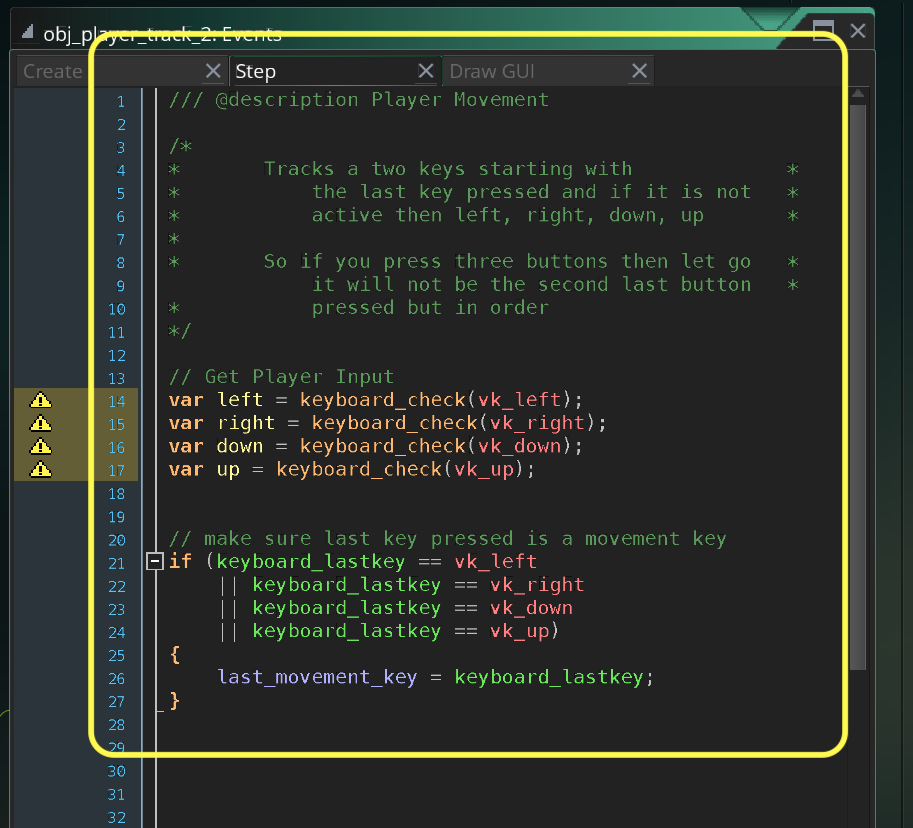 obj_player_track_2: Events
Create Step Draw GUI
1 /// @description Player Movement
2
3 /*
4 * Tracks a two keys starting with *
5 * the last key pressed and if it is not *
6 * active then left, right, down, up *
7 *
8 * So if you press three buttons then let go *
9 it will not be the second last button *
10 * pressed but in order
11 */
12
13 // Get Player Input
14 var left = keyboard_check(vk_left);
15 var right = keyboard_check(vk_right);
16 var down = keyboard_check(vk_down);
17 var up = keyboard_check(vk_up);
18
19
20 // make sure last key pressed is a movement key
21 if (keyboard_lastkey == vk_left
22 || keyboard_lastkey == vk_right
23 || keyboard_lastkey == vk_down
24 || keyboard_lastkey == vk_up)
25 {
26 last_movement_key = keyboard_lastkey;
27 }
28
29
30
31
32